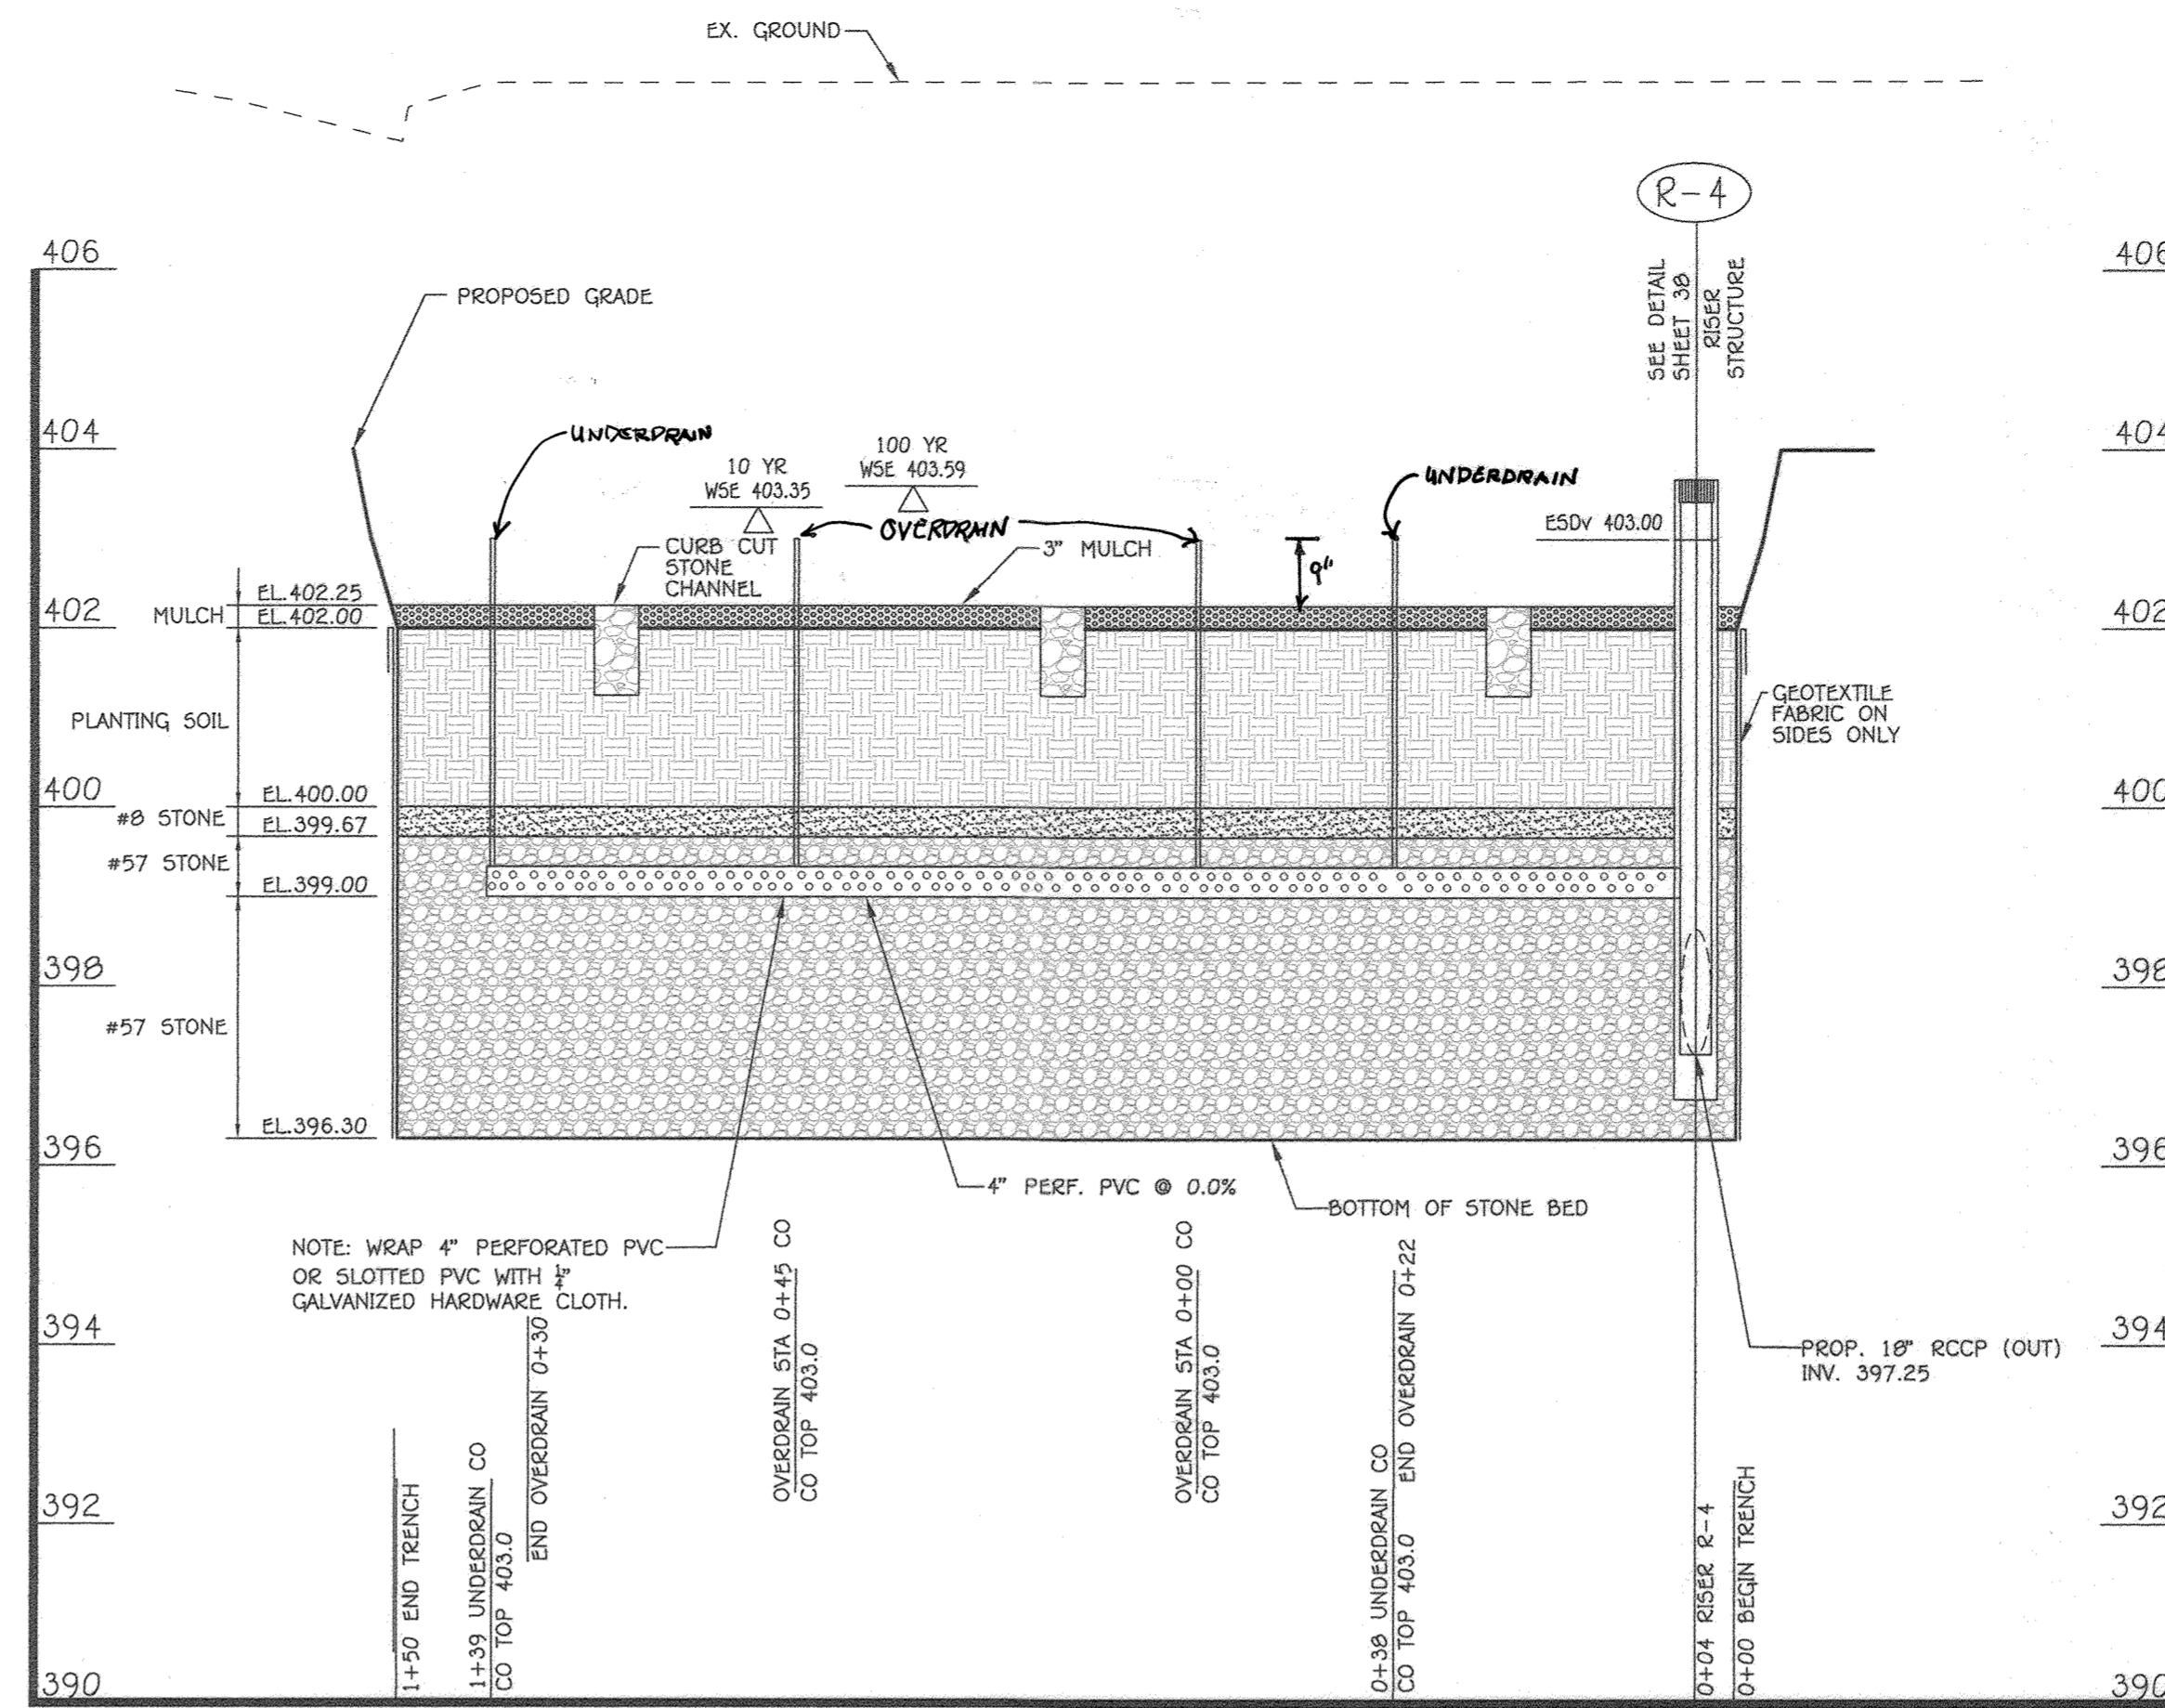 EX. GROUND
R-4
SEE DETAIL
SHEET 38
RISER
STRUCTURE
406
406
PROPOSED GRADE
404
404
UNDERDRAIN
10 YR
WSE 403.35
100 YR
WSE 403.59
UNDERDRAIN
OVERDRAIN
ESDv 403.00
CURB CUT
STONE
CHANNEL
3" MULCH
9"
EL.402.25
MULCH
EL.402.00
402
402
PLANTING SOIL
GEOTEXTILE
FABRIC ON
SIDES ONLY
400
400
EL.400.00
#8 STONE
EL.399.67
#57 STONE
EL.399.00
398
398
#57 STONE
EL.396.30
396
396
4" PERF. PVC @ 0.0%
BOTTOM OF STONE BED
NOTE: WRAP 4" PERFORATED PVC
OR SLOTTED PVC WITH 1/4"
GALVANIZED HARDWARE CLOTH.
394
394
PROP. 18" RCCP (OUT)
INV. 397.25
392
392
390
390
1+50 END TRENCH
1+39 UNDERDRAIN CO
CO TOP 403.0
END OVERDRAIN 0+30
OVERDRAIN STA 0+45 CO
CO TOP 403.0
OVERDRAIN STA 0+00 CO
CO TOP 403.0
0+38 UNDERDRAIN CO
CO TOP 403.0 END OVERDRAIN 0+22
0+04 RISER R-4
0+00 BEGIN TRENCH